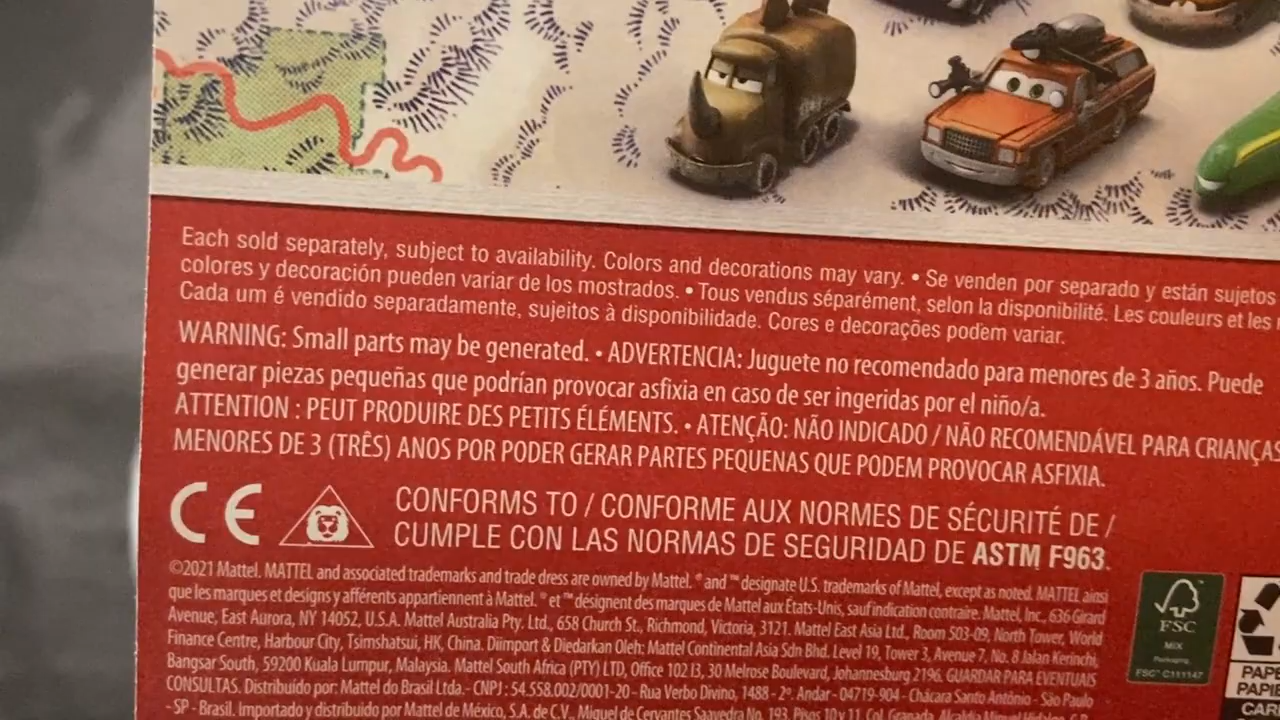 Each sold separately, subject to availability. Colors and decorations may vary. • Se venden por separado y están sujetos
colores y decoración pueden variar de los mostrados. • Tous vendus séparément, selon la disponibilité. Les couleurs et les
Cada um é vendido separadamente, sujeitos à disponibilidade. Cores e decorações podem variar.
WARNING: Small parts may be generated. • ADVERTENCIA: Juguete no recomendado para menores de 3 años. Puede
generar piezas pequeñas que podrían provocar asfixia en caso de ser ingeridas por el niño/a.
ATTENTION : PEUT PRODUIRE DES PETITS ÉLÉMENTS. • ATENÇÃO: NÃO INDICADO / NÃO RECOMENDÁVEL PARA CRIANÇAS
MENORES DE 3 (TRÊS) ANOS POR PODER GERAR PARTES PEQUENAS QUE PODEM PROVOCAR ASFIXIA.
CE
CONFORMS TO / CONFORME AUX NORMES DE SÉCURITÉ DE /
CUMPLE CON LAS NORMAS DE SEGURIDAD DE ASTM F963.
©2021 Mattel. MATTEL and associated trademarks and trade dress are owned by Mattel. ® and ™ designate U.S. trademarks of Mattel, except as noted. MATTEL ainsi
que les marques et designs y afférents appartiennent à Mattel. ® et ™ désignent des marques de Mattel aux États-Unis, sauf indication contraire. Mattel, Inc., 636 Girard
Avenue, East Aurora, NY 14052, U.S.A. Mattel Australia Pty. Ltd., 658 Church St., Richmond, Victoria, 3121. Mattel East Asia Ltd., Room 503-09, North Tower, World
Finance Centre, Harbour City, Tsimshatsui, HK, China. Diimport & Diedarkan Oleh: Mattel Continental Asia Sdn Bhd. Level 19, Tower 3, Avenue 7, No. 8 Jalan Kerinchi,
Bangsar South, 59200 Kuala Lumpur, Malaysia. Mattel South Africa (PTY) LTD, Office 102 I3, 30 Melrose Boulevard, Johannesburg 2196. GUARDAR PARA EVENTUAIS
CONSULTAS. Distribuído por: Mattel do Brasil Ltda. - CNPJ : 54.558.002/0001-20 - Rua Verbo Divino, 1488 - 2º. Andar - 04719-904 - Chácara Santo Antônio - São Paulo
- SP - Brasil. Importado y distribuido por Mattel de México, S.A. de C.V., Miguel de Cervantes Saavedra No. 193, Pisos 10 y 11, Col. Granada,
FSC
MIX
Packaging
FSC® C111147
PAPE
PAPI
CAR